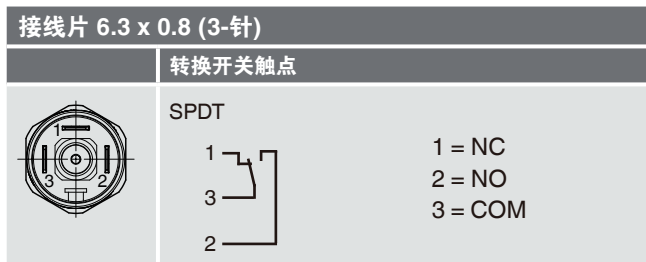 接线片 6.3 x 0.8 (3-针)
转换开关触点
SPDT
1
3
2
1
3
2
1 = NC
2 = NO
3 = COM